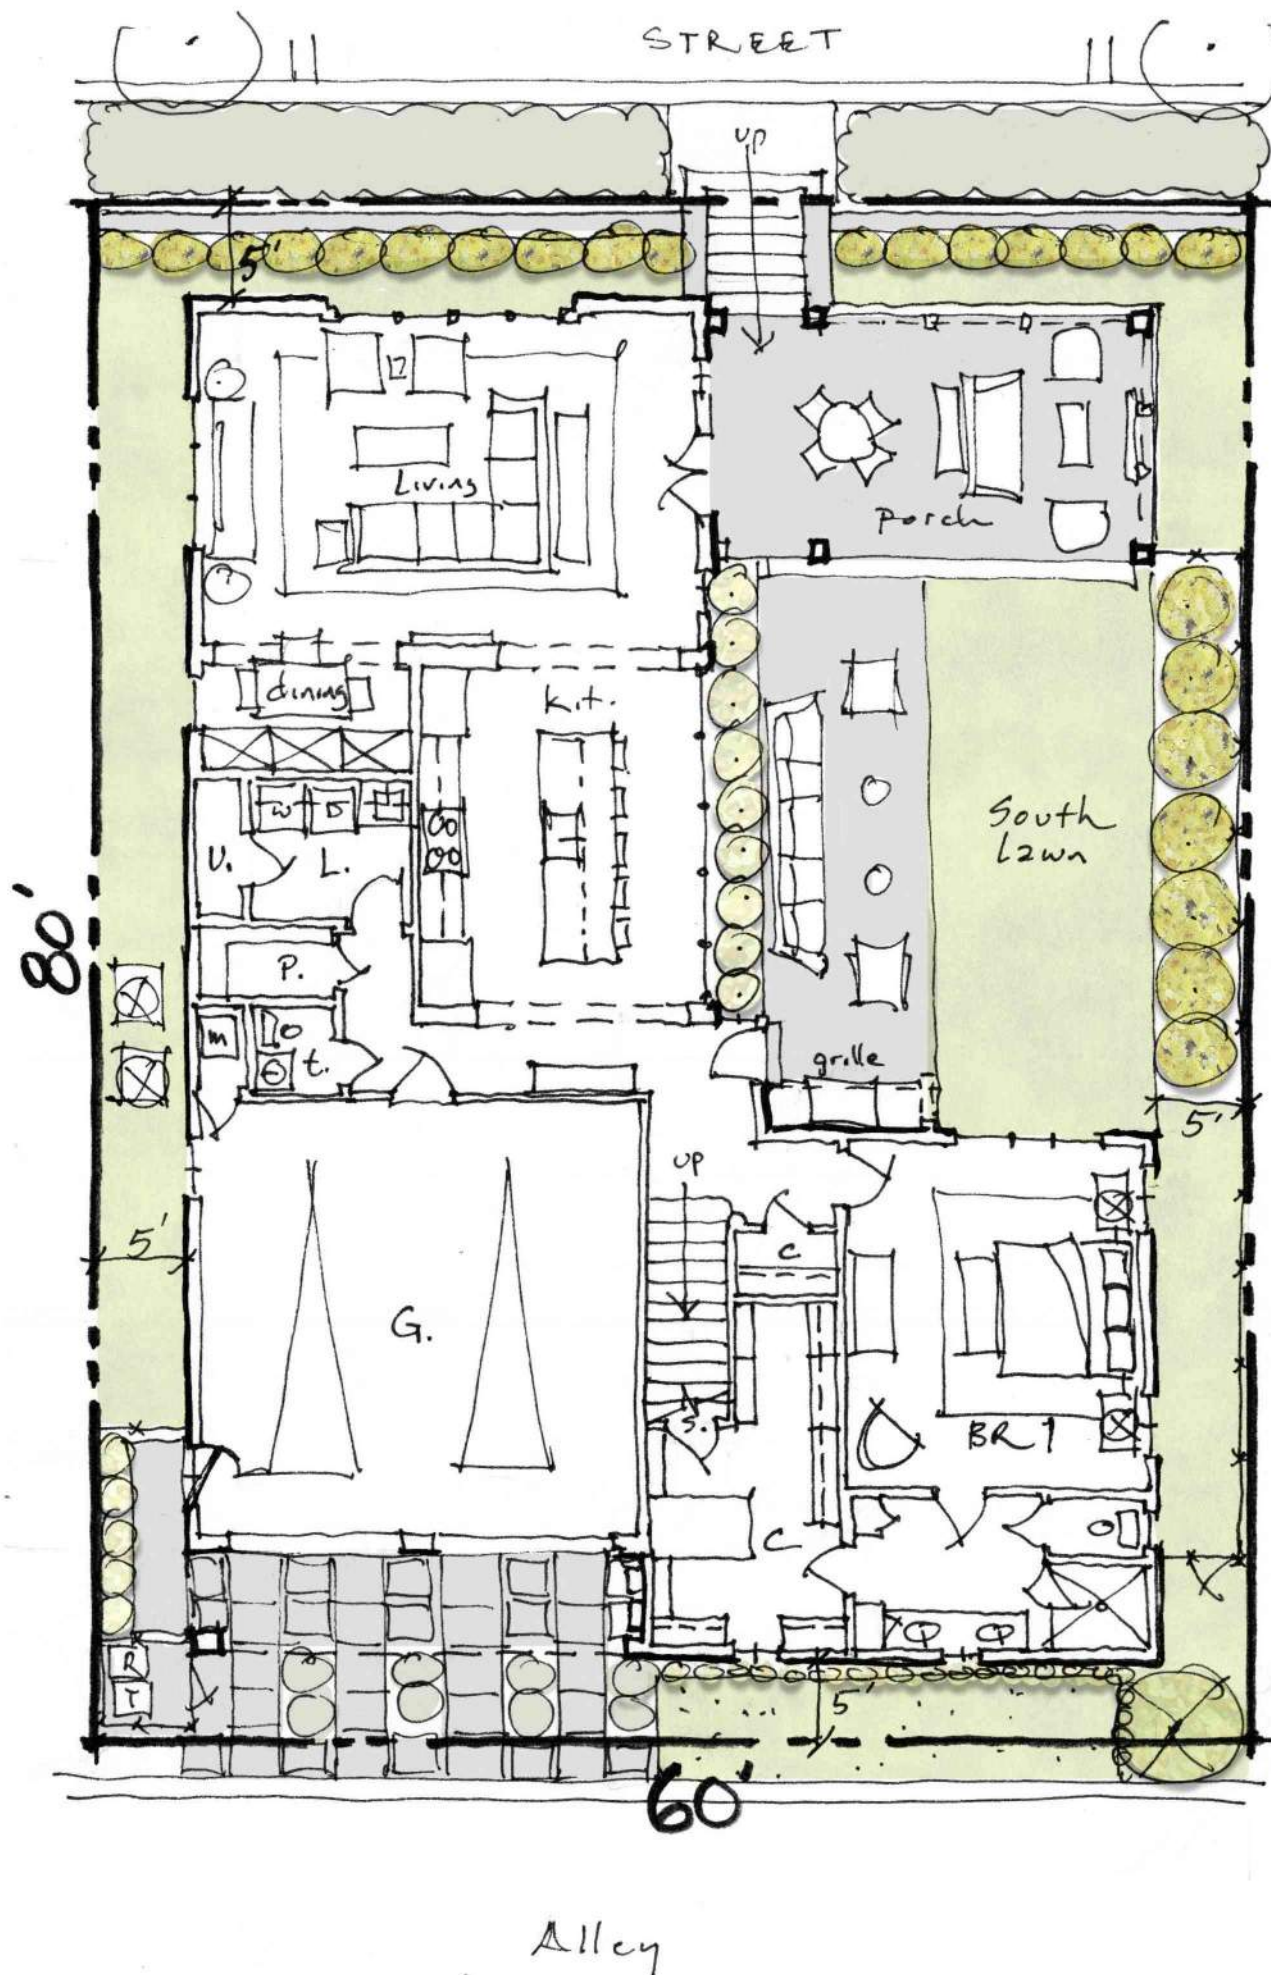 STREET
UP
5'
Living
Porch
dining
Kit.
W D
U. L.
South
Lawn
80'
P.
m
t.
grille
5'
UP
C
5'
G.
S.
BR 1
C
R
T
5'
60'
Alley